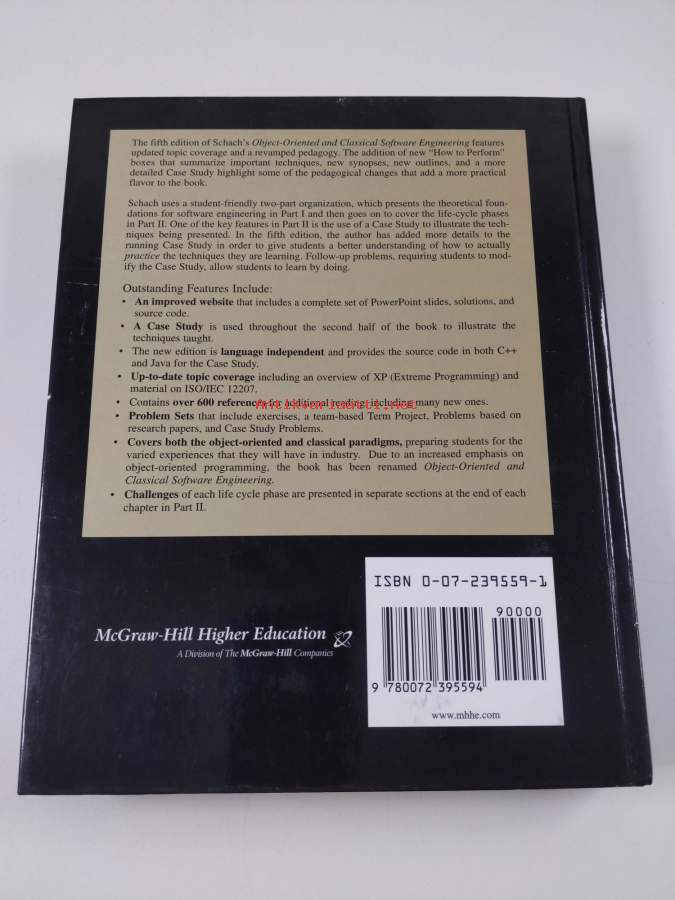 The fifth edition of Schach's Object-Oriented and Classical Software Engineering features
updated topic coverage and a revamped pedagogy. The addition of new "How to Perform"
boxes that summarize important techniques, new synopses, new outlines, and a more
detailed Case Study highlight some of the pedagogical changes that add a more practical
flavor to the book.
Schach uses a student-friendly two-part organization, which presents the theoretical foun-
dations for software engineering in Part I and then goes on to cover the life-cycle phases
in Part II. One of the key features in Part II is the use of a Case Study to illustrate the tech-
niques being presented. In the fifth edition, the author has added more details to the
running Case Study in order to give students a better understanding of how to actually
practice the techniques they are learning. Follow-up problems, requiring students to mod-
ify the Case Study, allow students to learn by doing.
Outstanding Features Include:
• An improved website that includes a complete set of PowerPoint slides, solutions, and
source code.
• A Case Study is used throughout the second half of the book to illustrate the
techniques taught.
• The new edition is language independent and provides the source code in both C++
and Java for the Case Study.
• Up-to-date topic coverage including an overview of XP (Extreme Programming) and
material on ISO/IEC 12207.
• Contains over 600 references for additional reading including many new ones.
Antikvariaatti.net
• Problem Sets that include exercises, a team-based Term Project, Problems based on
research papers, and Case Study Problems.
• Covers both the object-oriented and classical paradigms, preparing students for the
varied experiences that they will have in industry. Due to an increased emphasis on
object-oriented programming, the book has been renamed Object-Oriented and
Classical Software Engineering.
• Challenges of each life cycle phase are presented in separate sections at the end of each
chapter in Part II.
ISBN 0-07-239559-1
90000
McGraw-Hill Higher Education
A Division of The McGraw-Hill Companies
9 780072 395594
www.mhhe.com